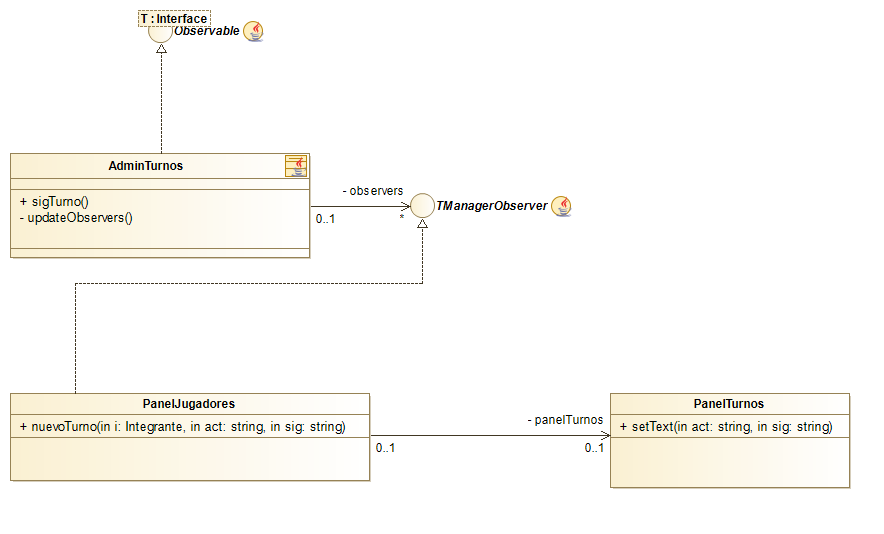 T : Interface
Observable
AdminTurnos
+ sigTurno()
- updateObservers()
- observers
0..1
*
TManagerObserver
PanelJugadores
+ nuevoTurno(in i: Integrante, in act: string, in sig: string)
- panelTurnos
0..1
0..1
PanelTurnos
+ setText(in act: string, in sig: string)